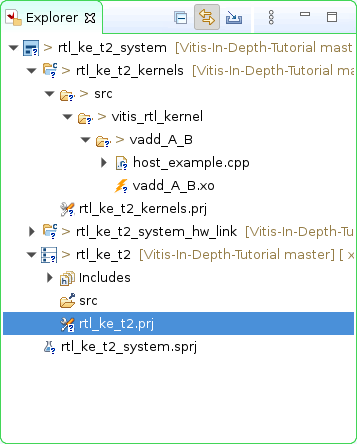 Explorer
> rtl_ke_t2_system [Vitis-In-Depth-Tutorial mast
> rtl_ke_t2_kernels [Vitis-In-Depth-Tutorial ma
> src
> vitis_rtl_kernel
> vadd_A_B
host_example.cpp
vadd_A_B.xo
rtl_ke_t2_kernels.prj
> rtl_ke_t2_system_hw_link [Vitis-In-Depth-Tu
> rtl_ke_t2 [Vitis-In-Depth-Tutorial master] [ x
Includes
src
rtl_ke_t2.prj
rtl_ke_t2_system.sprj